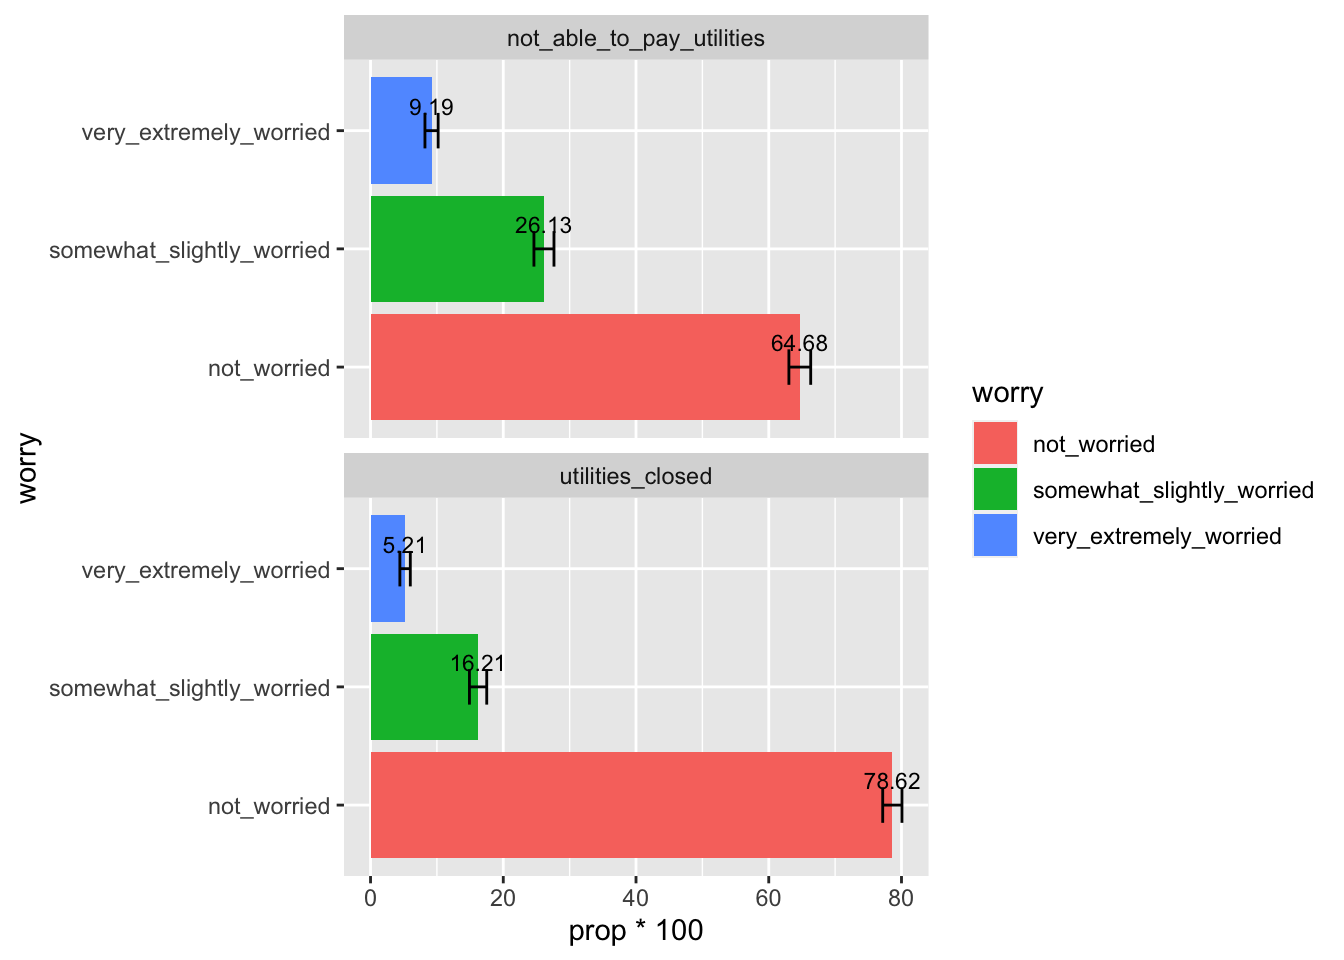 not_able_to_pay_utilities
very_extremely_worried
9.19
somewhat_slightly_worried
26.13
not_worried
64.68
worry
utilities_closed
very_extremely_worried
5.21
somewhat_slightly_worried
16.21
not_worried
78.62
0 20 40 60 80
prop * 100
worry
not_worried
somewhat_slightly_worried
very_extremely_worried